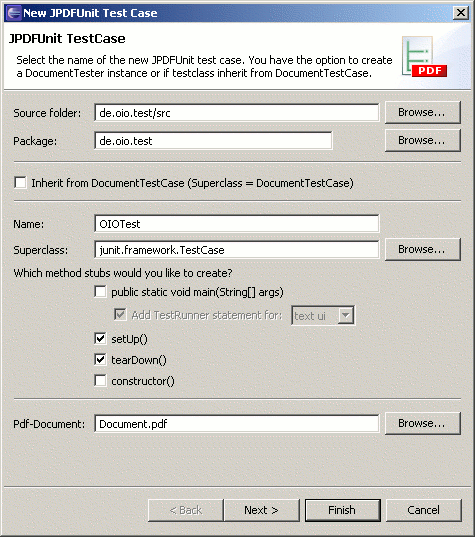 New JPDFUnit Test Case
JPDFUnit TestCase
Select the name of the new JPDFUnit test case. You have the option to create
a DocumentTester instance or if testclass inherit from DocumentTestCase.
PDF
Source folder: de.oio.test/src Browse...
Package: de.oio.test Browse...
Inherit from DocumentTestCase (Superclass = DocumentTestCase)
Name: OIOTest
Superclass: junit.framework.TestCase Browse...
Which method stubs would you like to create?
public static void main(String[] args)
Add TestRunner statement for: text ui
setUp()
tearDown()
constructor()
Pdf-Document: Document.pdf Browse...
< Back Next > Finish Cancel